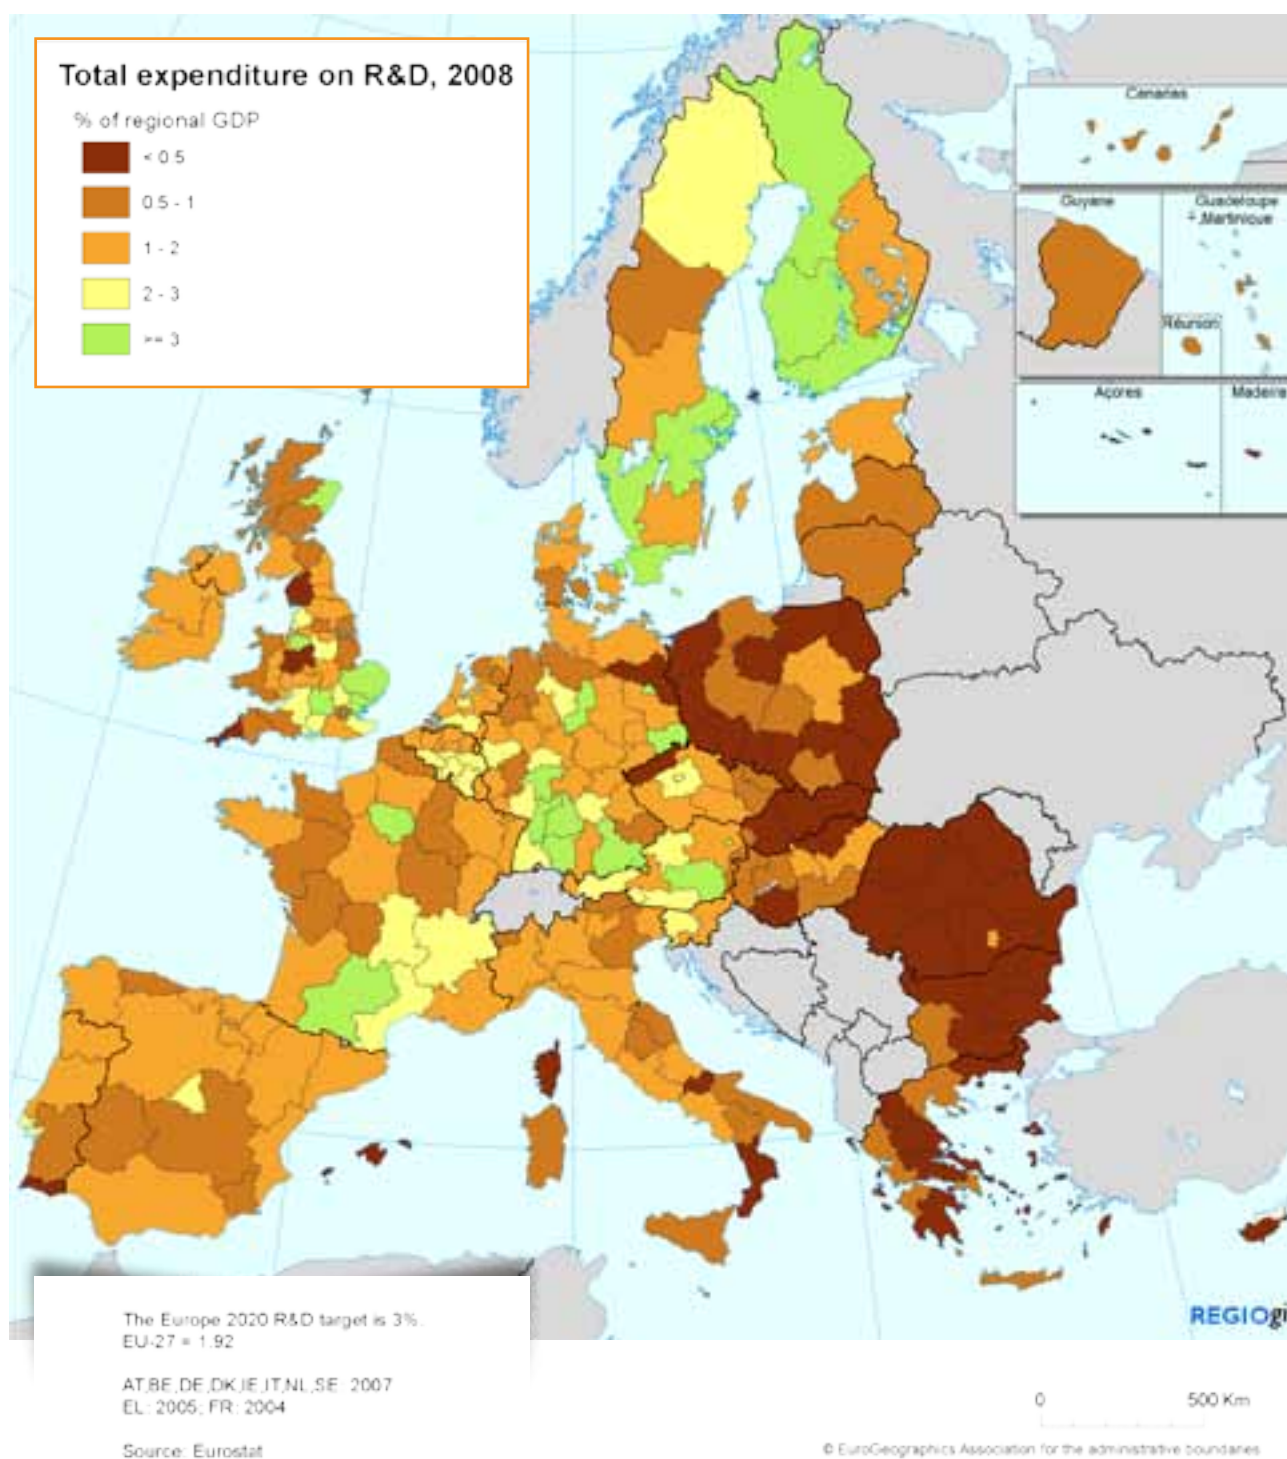 Total expenditure on R&D, 2008
% of regional GDP
< 0.5
0.5 - 1
1 - 2
2 - 3
>= 3
Canarias
Guyane
Guadeloupe
Martinique
Réunion
Açores
Madeira
REGIOgi
The Europe 2020 R&D target is 3%.
EU-27 = 1.92
AT,BE,DE,DK,IE,IT,NL,SE: 2007
EL: 2005; FR: 2004
Source: Eurostat
0 500 Km
© EuroGeographics Association for the administrative boundaries